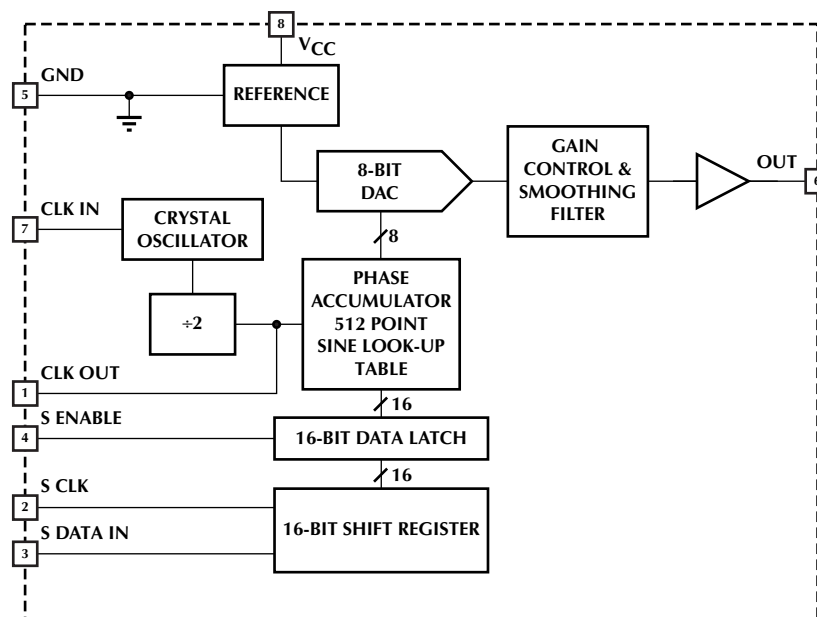 8
VCC
GND
5
REFERENCE
8-BIT
DAC
GAIN
CONTROL &
SMOOTHING
FILTER
OUT
6
CLK IN
7
CRYSTAL
OSCILLATOR
8
÷2
PHASE
ACCUMULATOR
512 POINT
SINE LOOK-UP
TABLE
CLK OUT
1
16
S ENABLE
4
16-BIT DATA LATCH
16
S CLK
2
16-BIT SHIFT REGISTER
S DATA IN
3